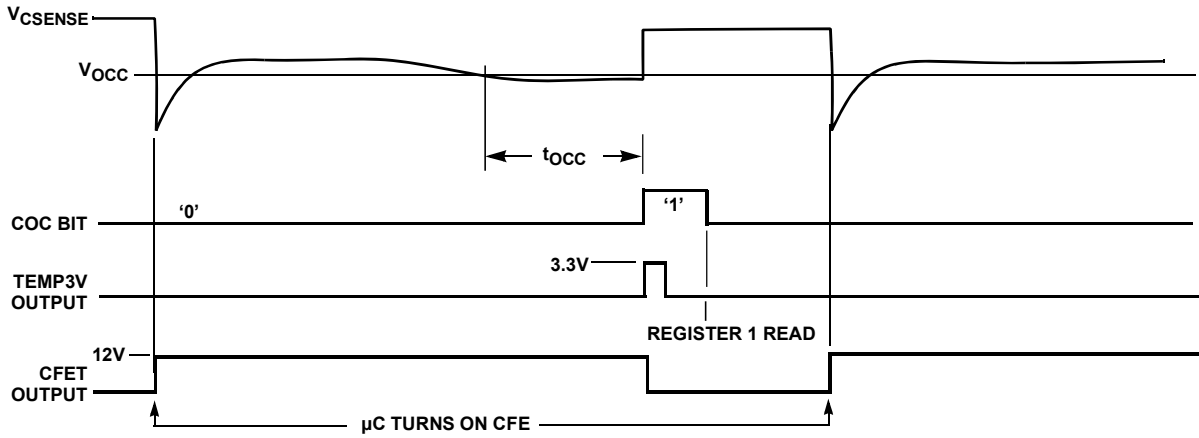 VCSENSE
VOCC
tOCC
COC BIT
‘0’
‘1’
3.3V
TEMP3V
OUTPUT
REGISTER 1 READ
12V
CFET
OUTPUT
µC TURNS ON CFE